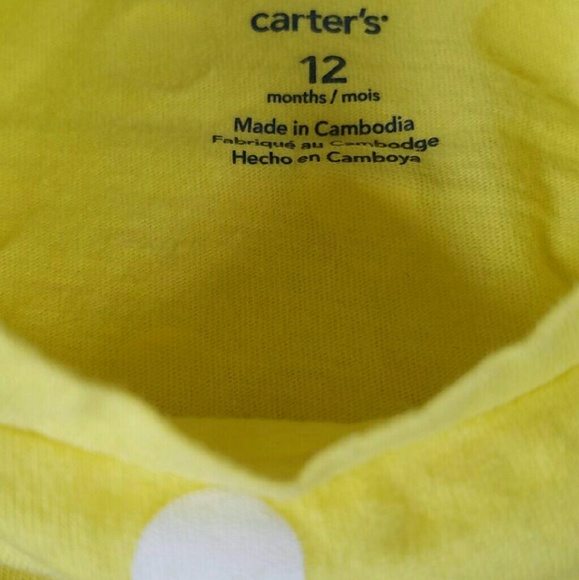 carter's
12
months / mois
Made in Cambodia
Fabriqué au Cambodge
Hecho en Camboya